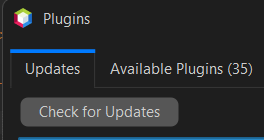 Plugins
Updates Available Plugins (35)
Check for Updates